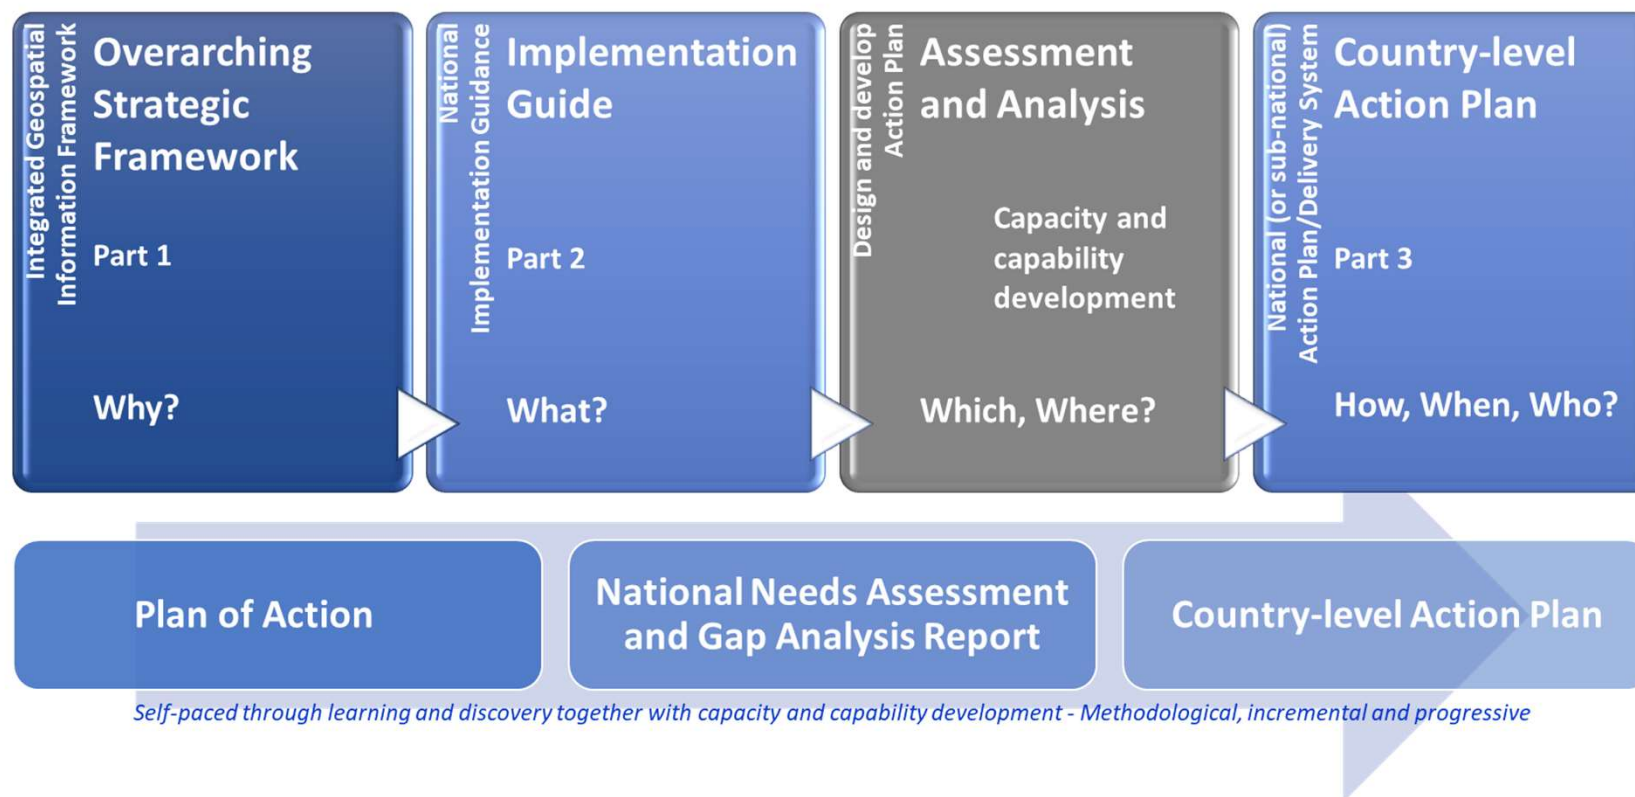 Integrated Geospatial
Information Framework
Overarching
Strategic
Framework
Part 1
Why?
National
Implementation Guidance
Implementation
Guide
Part 2
What?
Design and develop
Action Plan
Assessment
and Analysis
Capacity and
capability
development
Which, Where?
National (or sub-national)
Action Plan/Delivery System
Country-level
Action Plan
Part 3
How, When, Who?
Plan of Action
National Needs Assessment
and Gap Analysis Report
Country-level Action Plan
Self-paced through learning and discovery together with capacity and capability development - Methodological, incremental and progressive